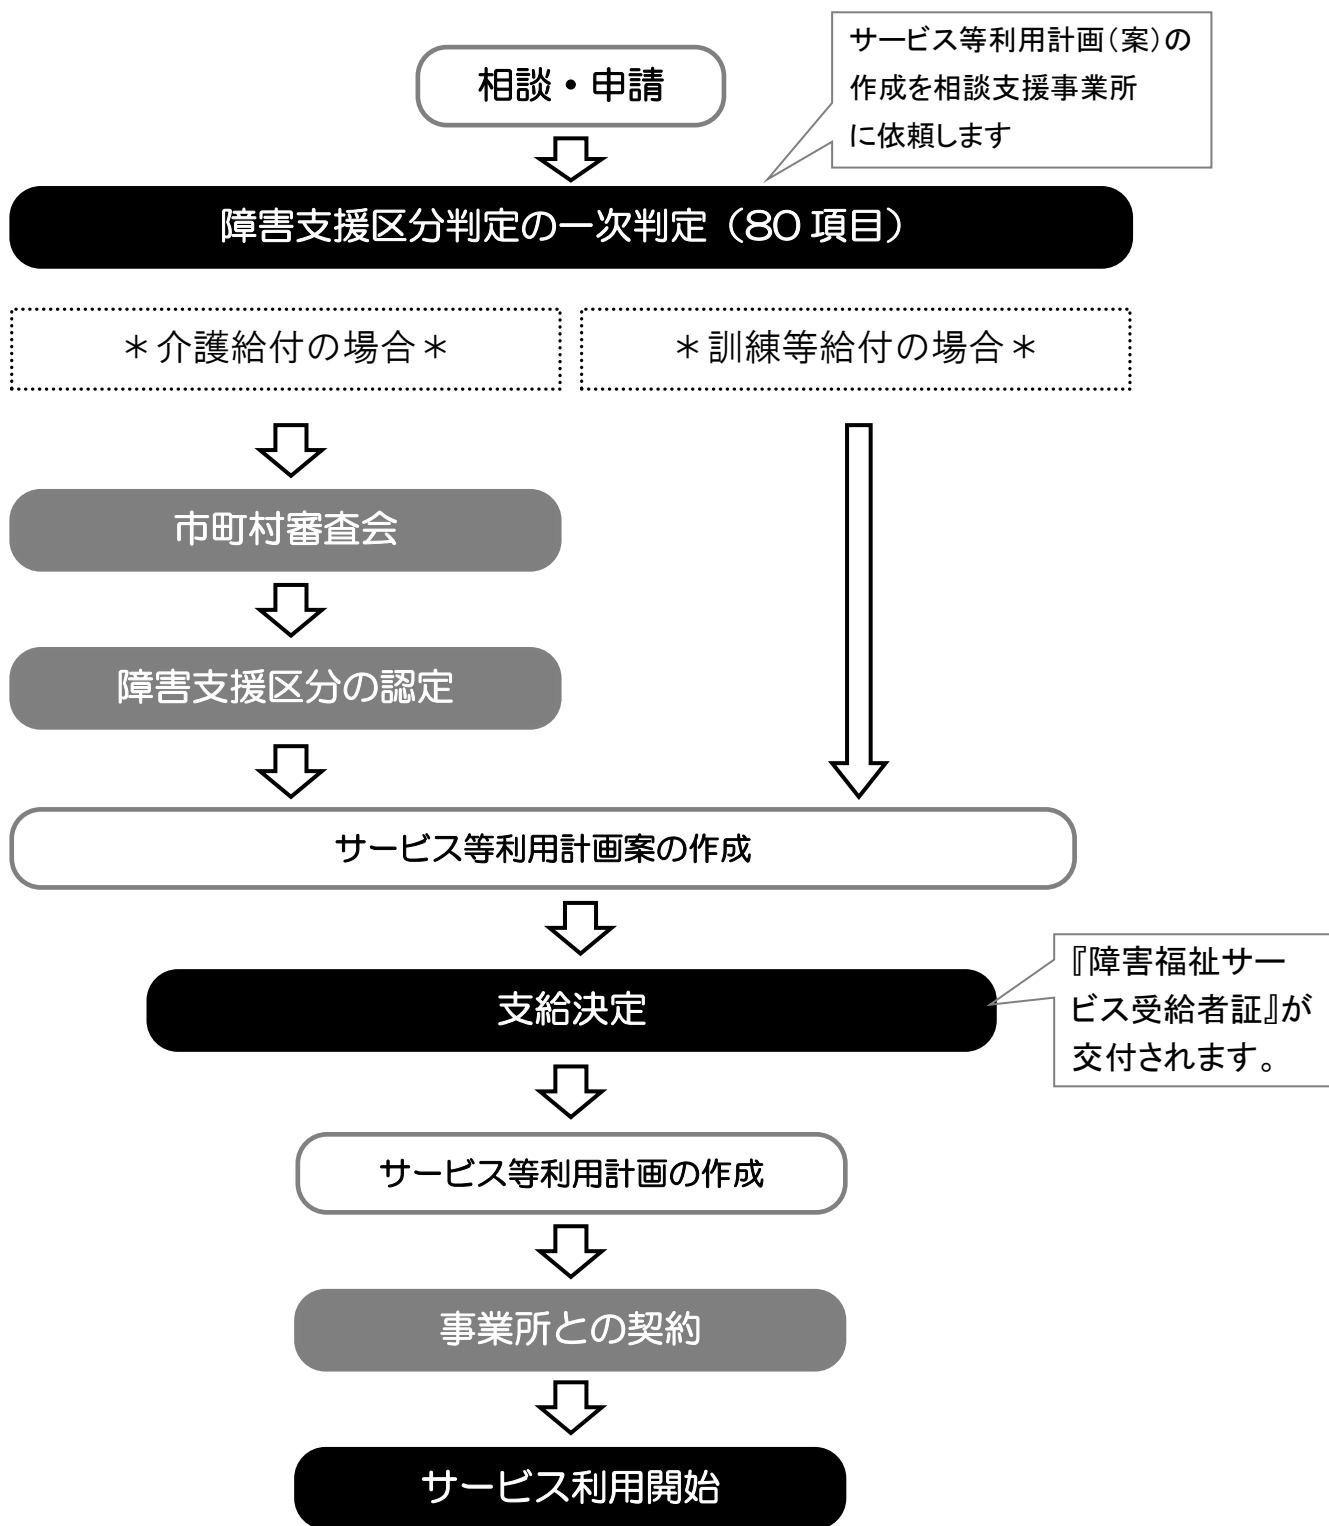 サービス等利用計画（案）の
作成を相談支援事業所
に依頼します
相談・申請
障害支援区分判定の一次判定（80 項目）
＊介護給付の場合＊
＊訓練等給付の場合＊
市町村審査会
障害支援区分の認定
サービス等利用計画案の作成
支給決定
『障害福祉サー
ビス受給者証』が
交付されます。
サービス等利用計画の作成
事業所との契約
サービス利用開始